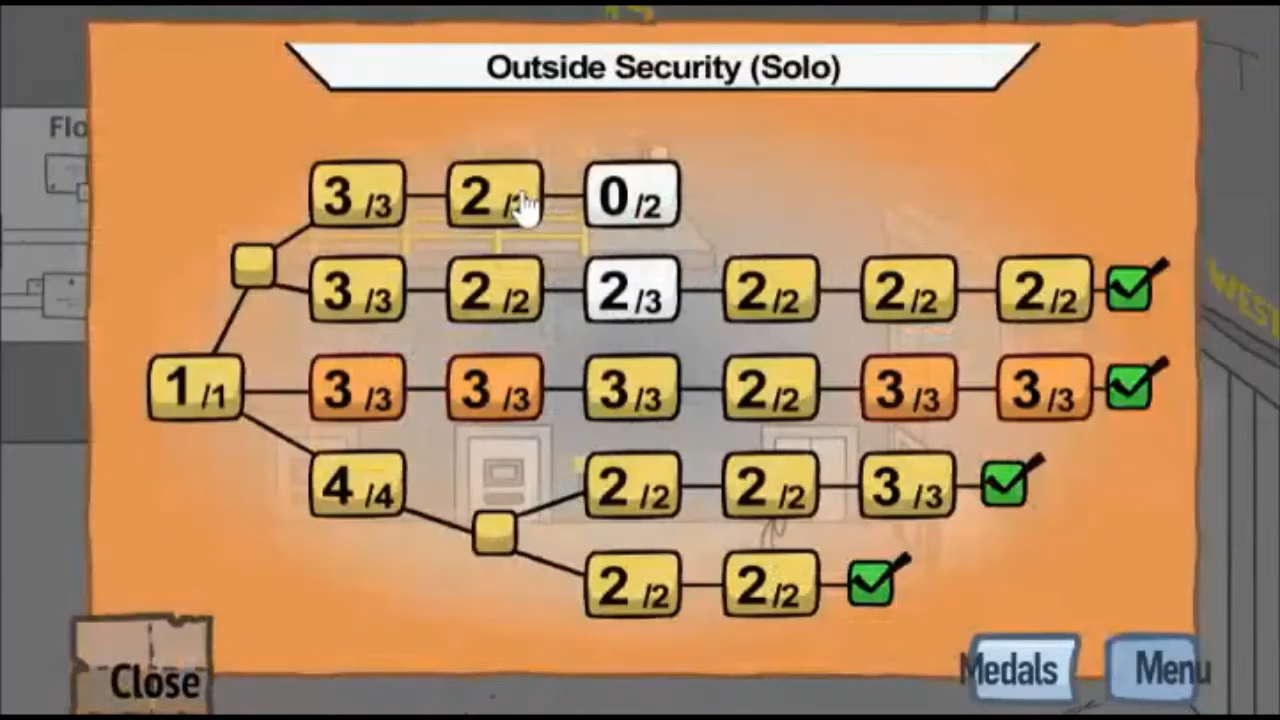 Outside Security (Solo)
Flo
3/3 2/ 0/2
3/3 2/2 2/3 2/2 2/2 2/2
WEST
1/1 3/3 3/3 3/3 2/2 3/3 3/3
4/4 2/2 2/2 3/3
2/2 2/2
Close Medals Menu